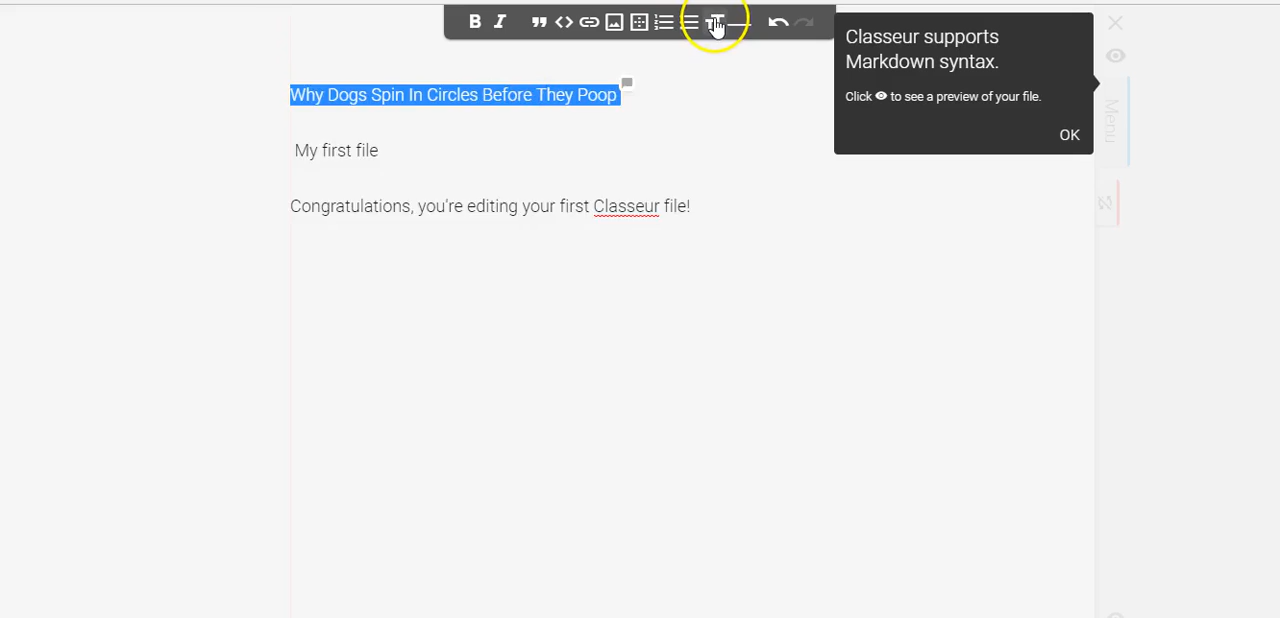 B I
Classeur supports
Markdown syntax.
Click to see a preview of your file.
OK
Menu
Why Dogs Spin In Circles Before They Poop
My first file
Congratulations, you're editing your first Classeur file!